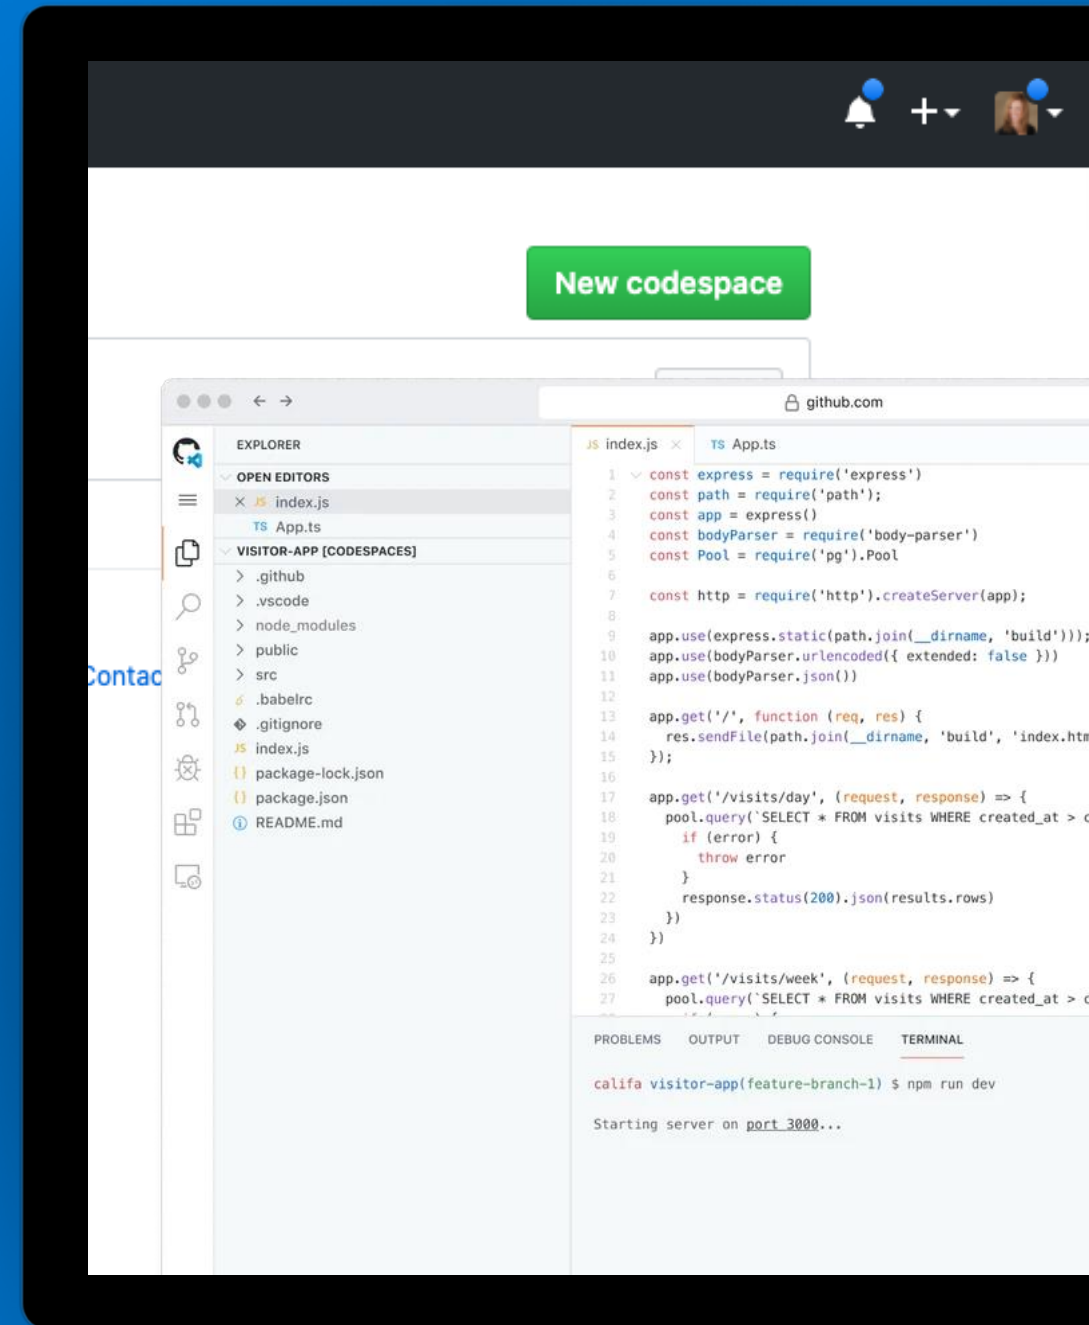 New codespace
github.com
EXPLORER
JS index.js
TS App.ts
OPEN EDITORS
JS index.js
TS App.ts
VISITOR-APP [CODESPACES]
.github
.vscode
node_modules
public
src
.babelrc
.gitignore
JS index.js
{} package-lock.json
{} package.json
README.md
Contac
1 const express = require('express')
2 const path = require('path');
3 const app = express()
4 const bodyParser = require('body-parser')
5 const Pool = require('pg').Pool
6
7 const http = require('http').createServer(app);
8
9 app.use(express.static(path.join(__dirname, 'build')));
10 app.use(bodyParser.urlencoded({ extended: false }))
11 app.use(bodyParser.json())
12
13 app.get('/', function (req, res) {
14 res.sendFile(path.join(__dirname, 'build', 'index.htm
15 });
16
17 app.get('/visits/day', (request, response) => {
18 pool.query(`SELECT * FROM visits WHERE created_at > c
19 if (error) {
20 throw error
21 }
22 response.status(200).json(results.rows)
23 })
24 })
25
26 app.get('/visits/week', (request, response) => {
27 pool.query(`SELECT * FROM visits WHERE created_at > c
PROBLEMS OUTPUT DEBUG CONSOLE TERMINAL
califa visitor-app(feature-branch-1) $ npm run dev
Starting server on port 3000...